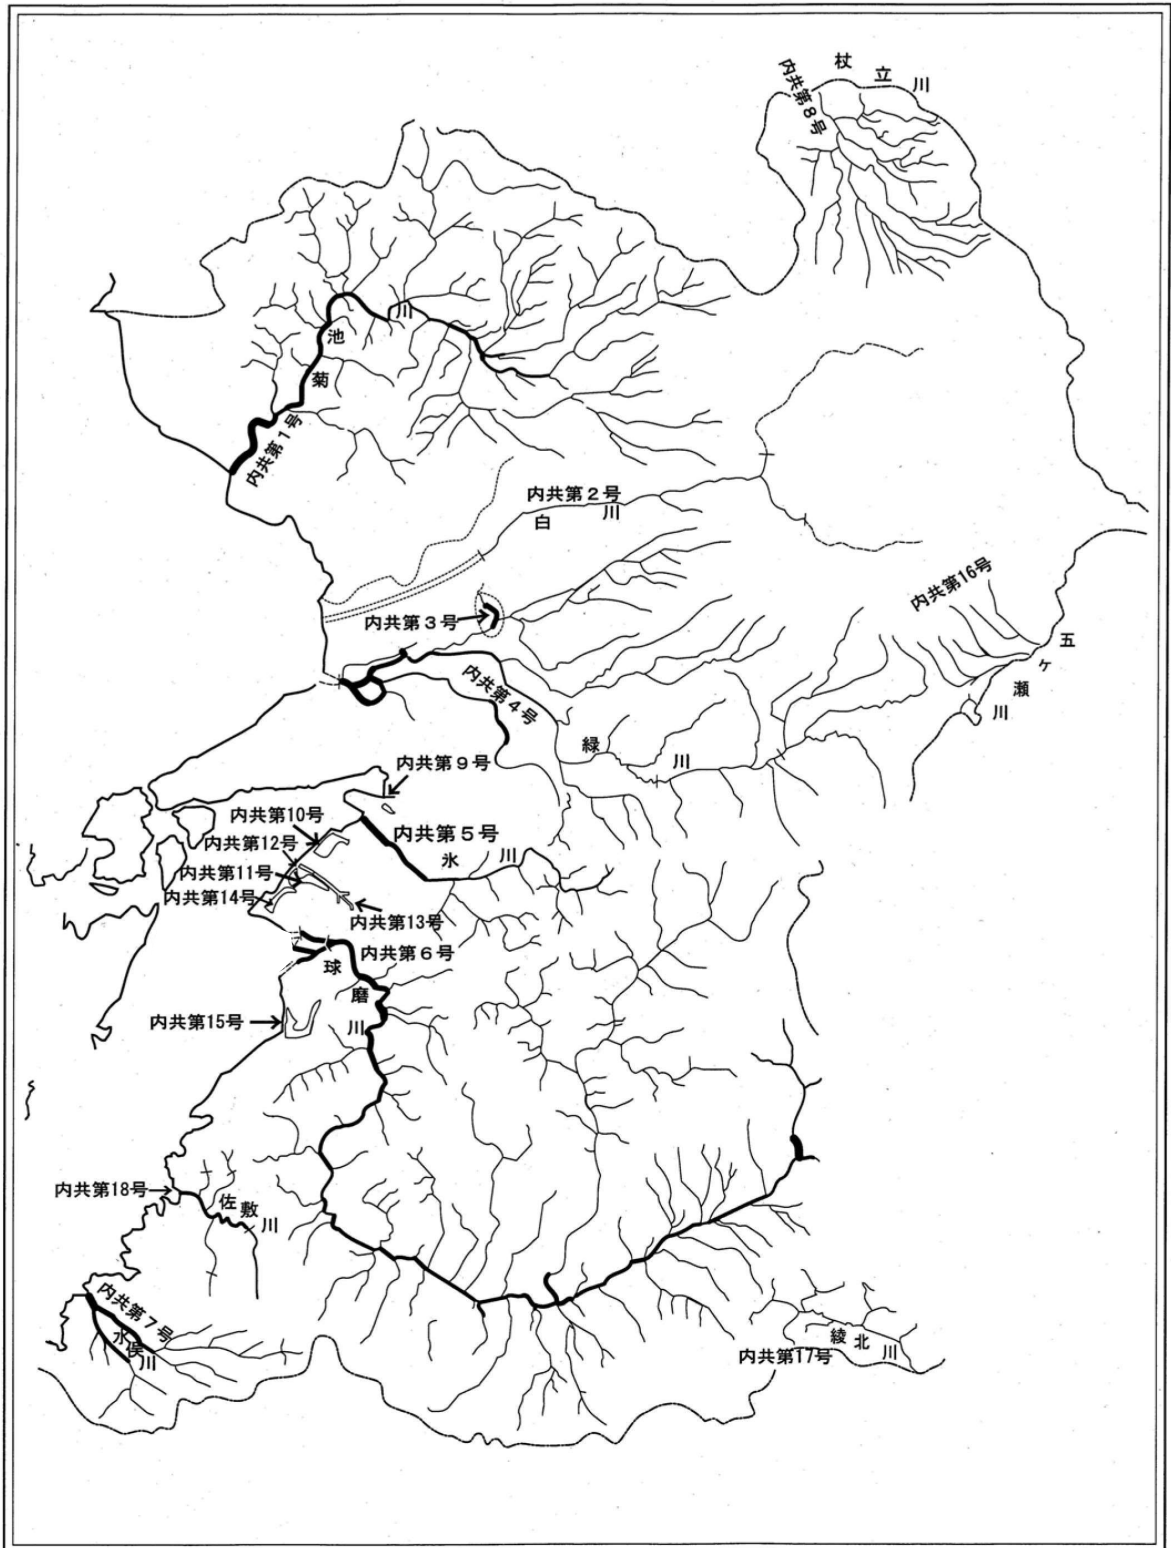 杖立川
内共第8号
菊池川
内共第1号
内共第2号
白川
内共第16号
内共第3号
五ヶ瀬川
内共第4号
緑川
内共第9号
内共第10号
内共第5号
内共第12号
氷川
内共第11号
内共第14号
内共第13号
内共第6号
球磨川
内共第15号
内共第18号
佐敷川
内共第7号
水俣川
綾北川
内共第17号